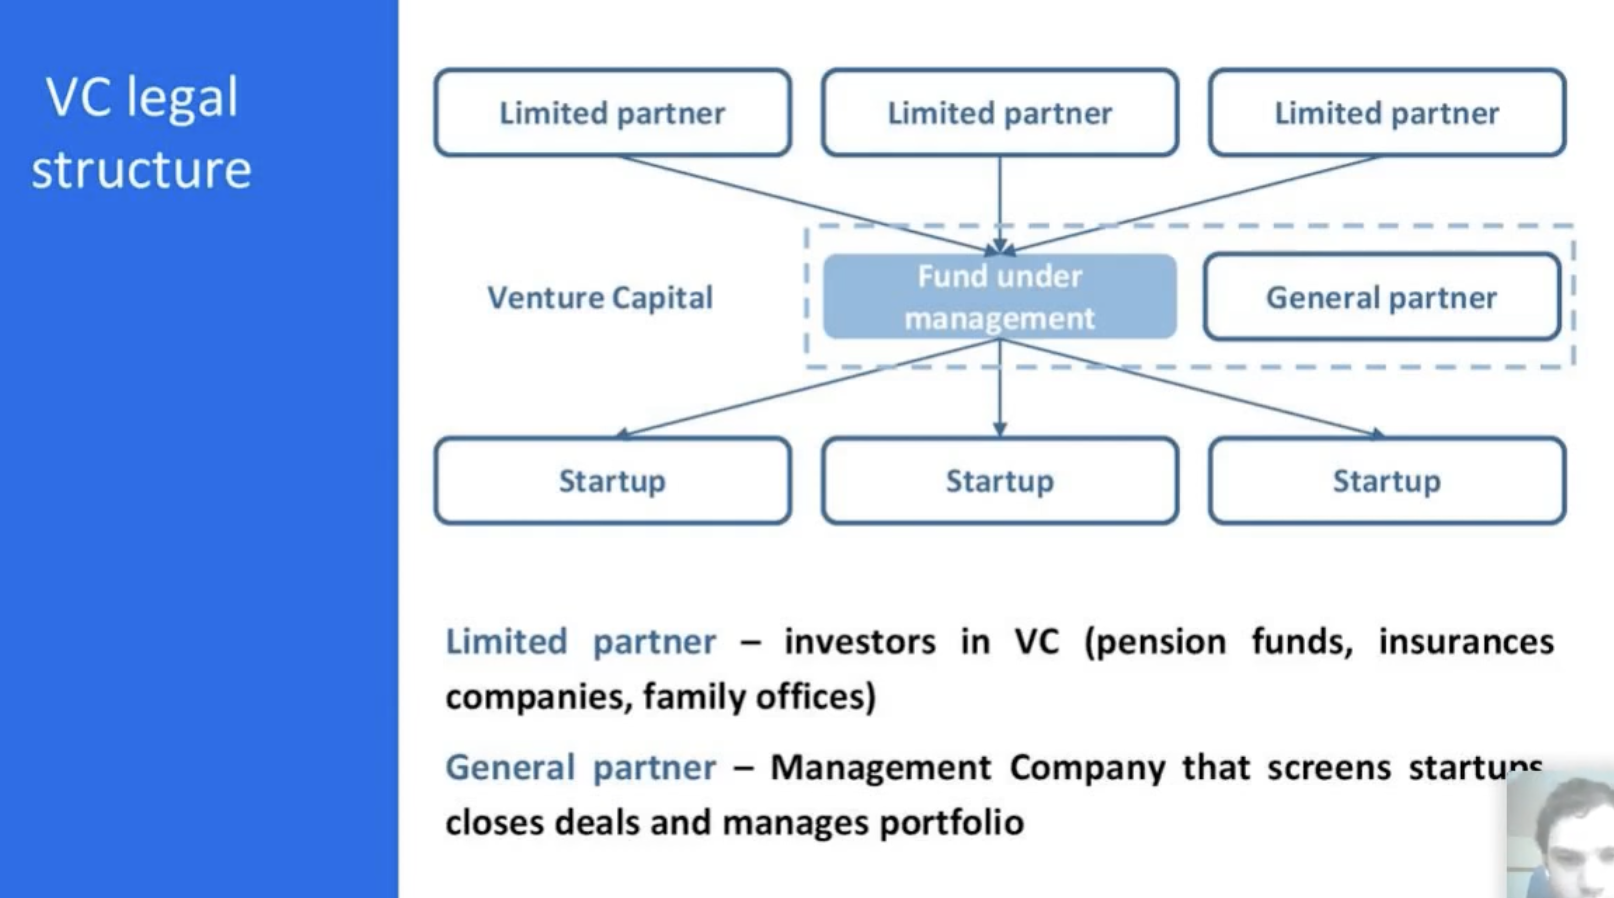 VC legal
structure
Limited partner
Limited partner
Limited partner
Venture Capital
Fund under
management
General partner
Startup
Startup
Startup
Limited partner – investors in VC (pension funds, insurances
companies, family offices)
General partner – Management Company that screens startups
closes deals and manages portfolio